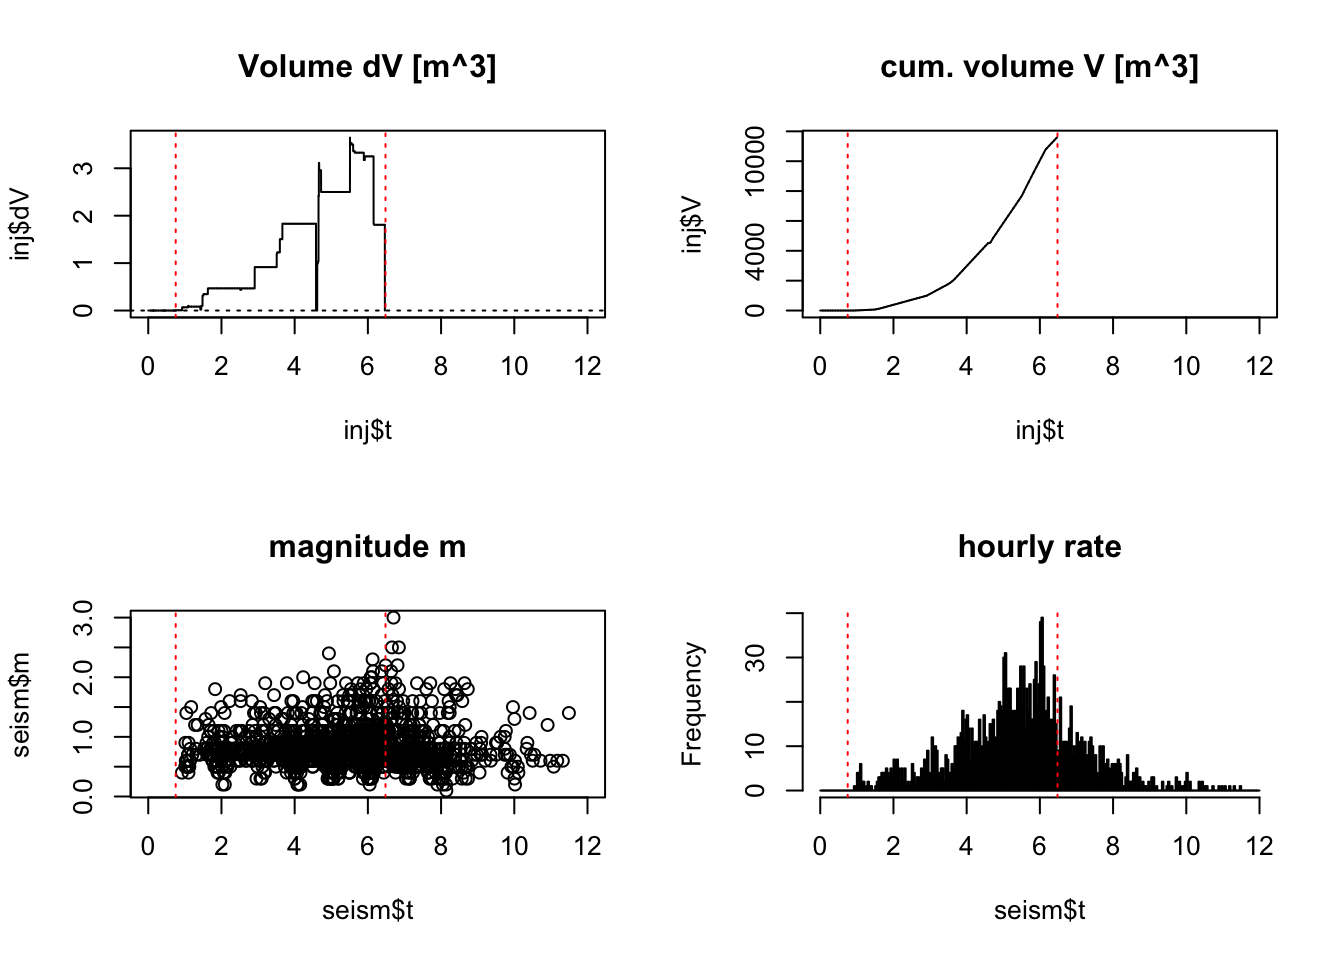 Volume dV [m^3]
inj$dV
3
2
1
0
0 2 4 6 8 10 12
inj$t
cum. volume V [m^3]
inj$V
10000
4000
0
0 2 4 6 8 10 12
inj$t
magnitude m
seism$m
3.0
2.0
1.0
0.0
0 2 4 6 8 10 12
seism$t
hourly rate
Frequency
30
10
0
0 2 4 6 8 10 12
seism$t